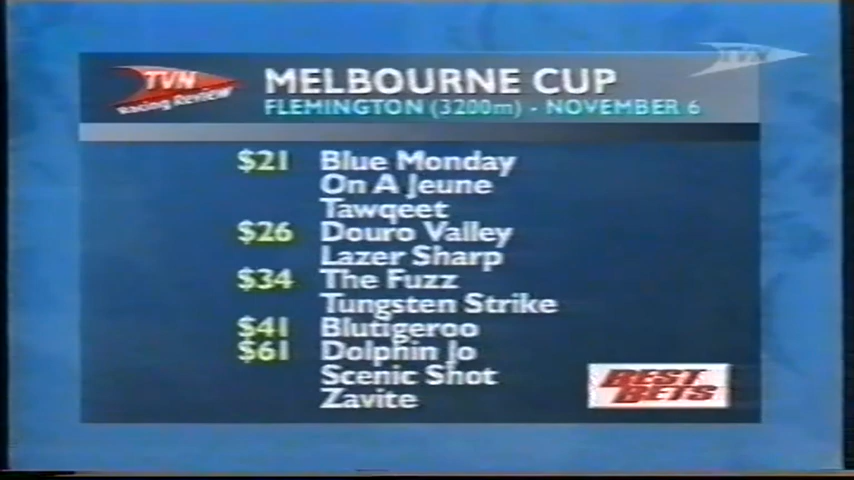 TVN
Racing Review
MELBOURNE CUP
FLEMINGTON (3200m) - NOVEMBER 6
TVN
$21 Blue Monday
On A Jeune
Tawqeet
$26 Douro Valley
Lazer Sharp
$34 The Fuzz
Tungsten Strike
$41 Blutigeroo
$61 Dolphin Jo
Scenic Shot
Zavite
BEST
BETS